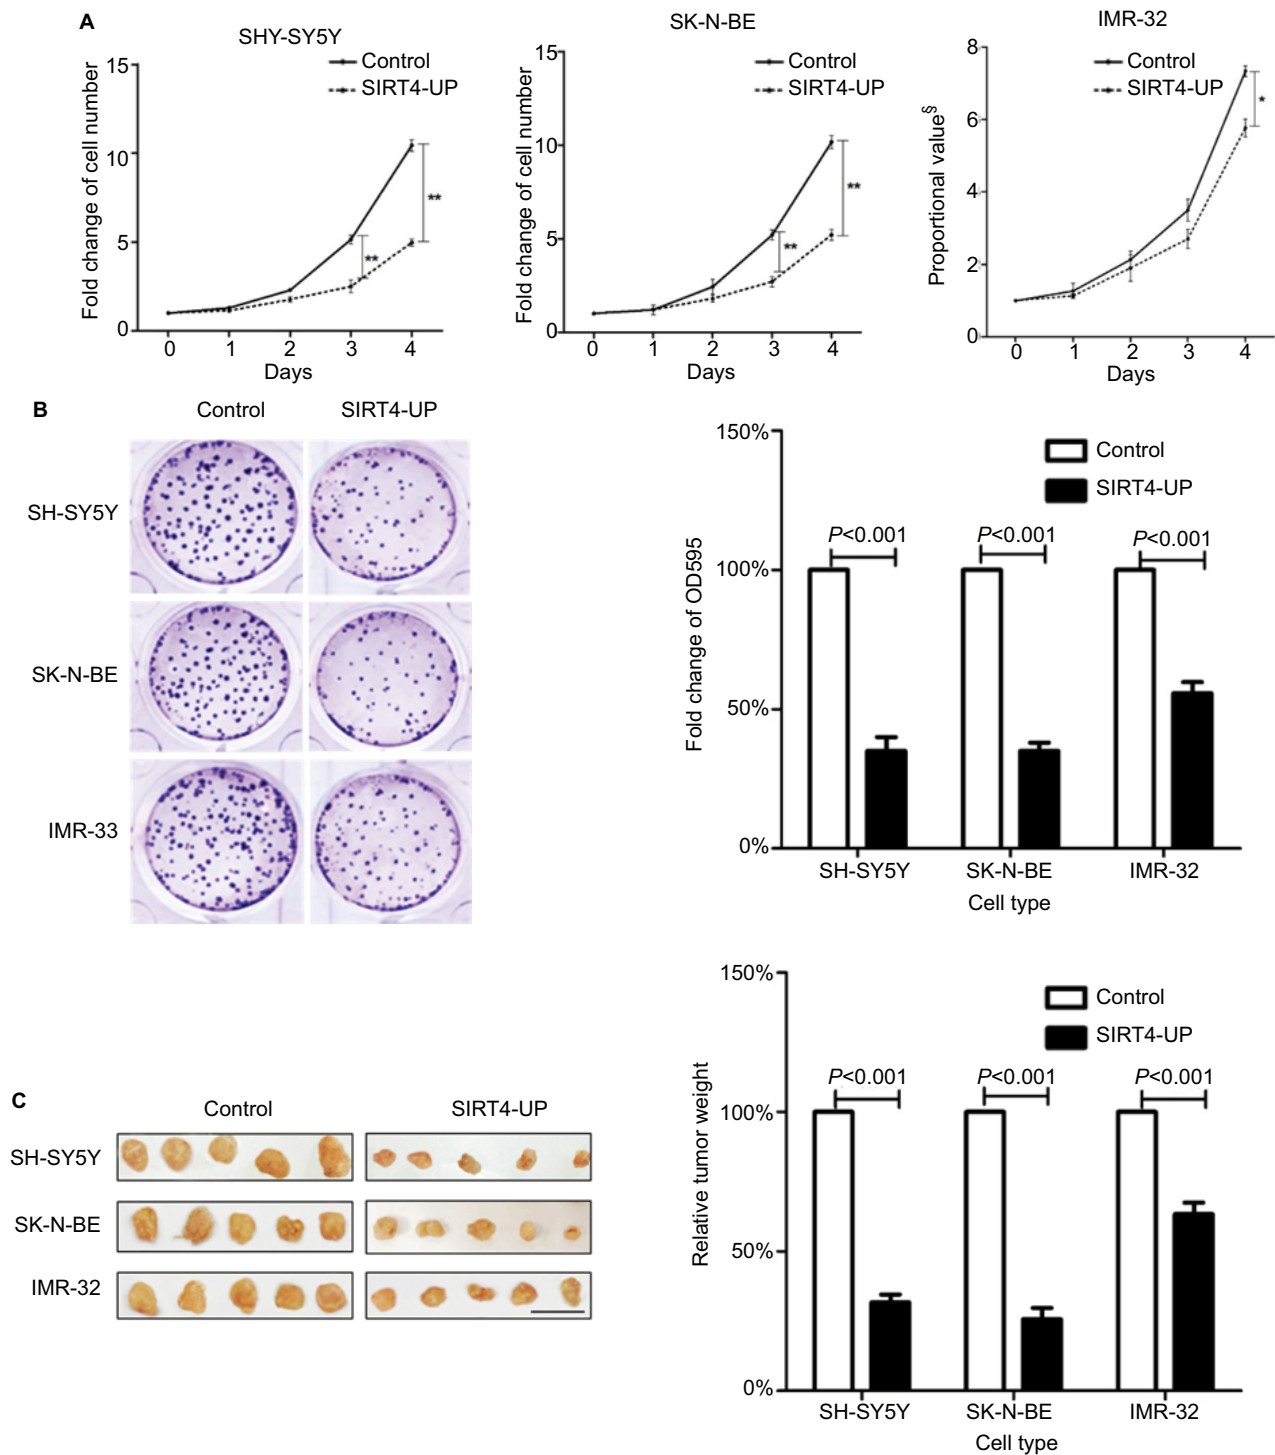 A
SHY-SY5Y
Control
SIRT4-UP
Fold change of cell number
15
10
5
0
**
**
0 1 2 3 4
Days
SK-N-BE
Control
SIRT4-UP
Fold change of cell number
15
10
5
0
**
**
0 1 2 3 4
Days
IMR-32
Control
SIRT4-UP
Proportional value§
8
6
4
2
0
*
0 1 2 3 4
Days
B
Control SIRT4-UP
SH-SY5Y
SK-N-BE
IMR-33
Control
SIRT4-UP
Fold change of OD595
150%
100%
50%
0%
P<0.001 P<0.001 P<0.001
SH-SY5Y SK-N-BE IMR-32
Cell type
C
Control SIRT4-UP
SH-SY5Y
SK-N-BE
IMR-32
Control
SIRT4-UP
Relative tumor weight
150%
100%
50%
0%
P<0.001 P<0.001 P<0.001
SH-SY5Y SK-N-BE IMR-32
Cell type